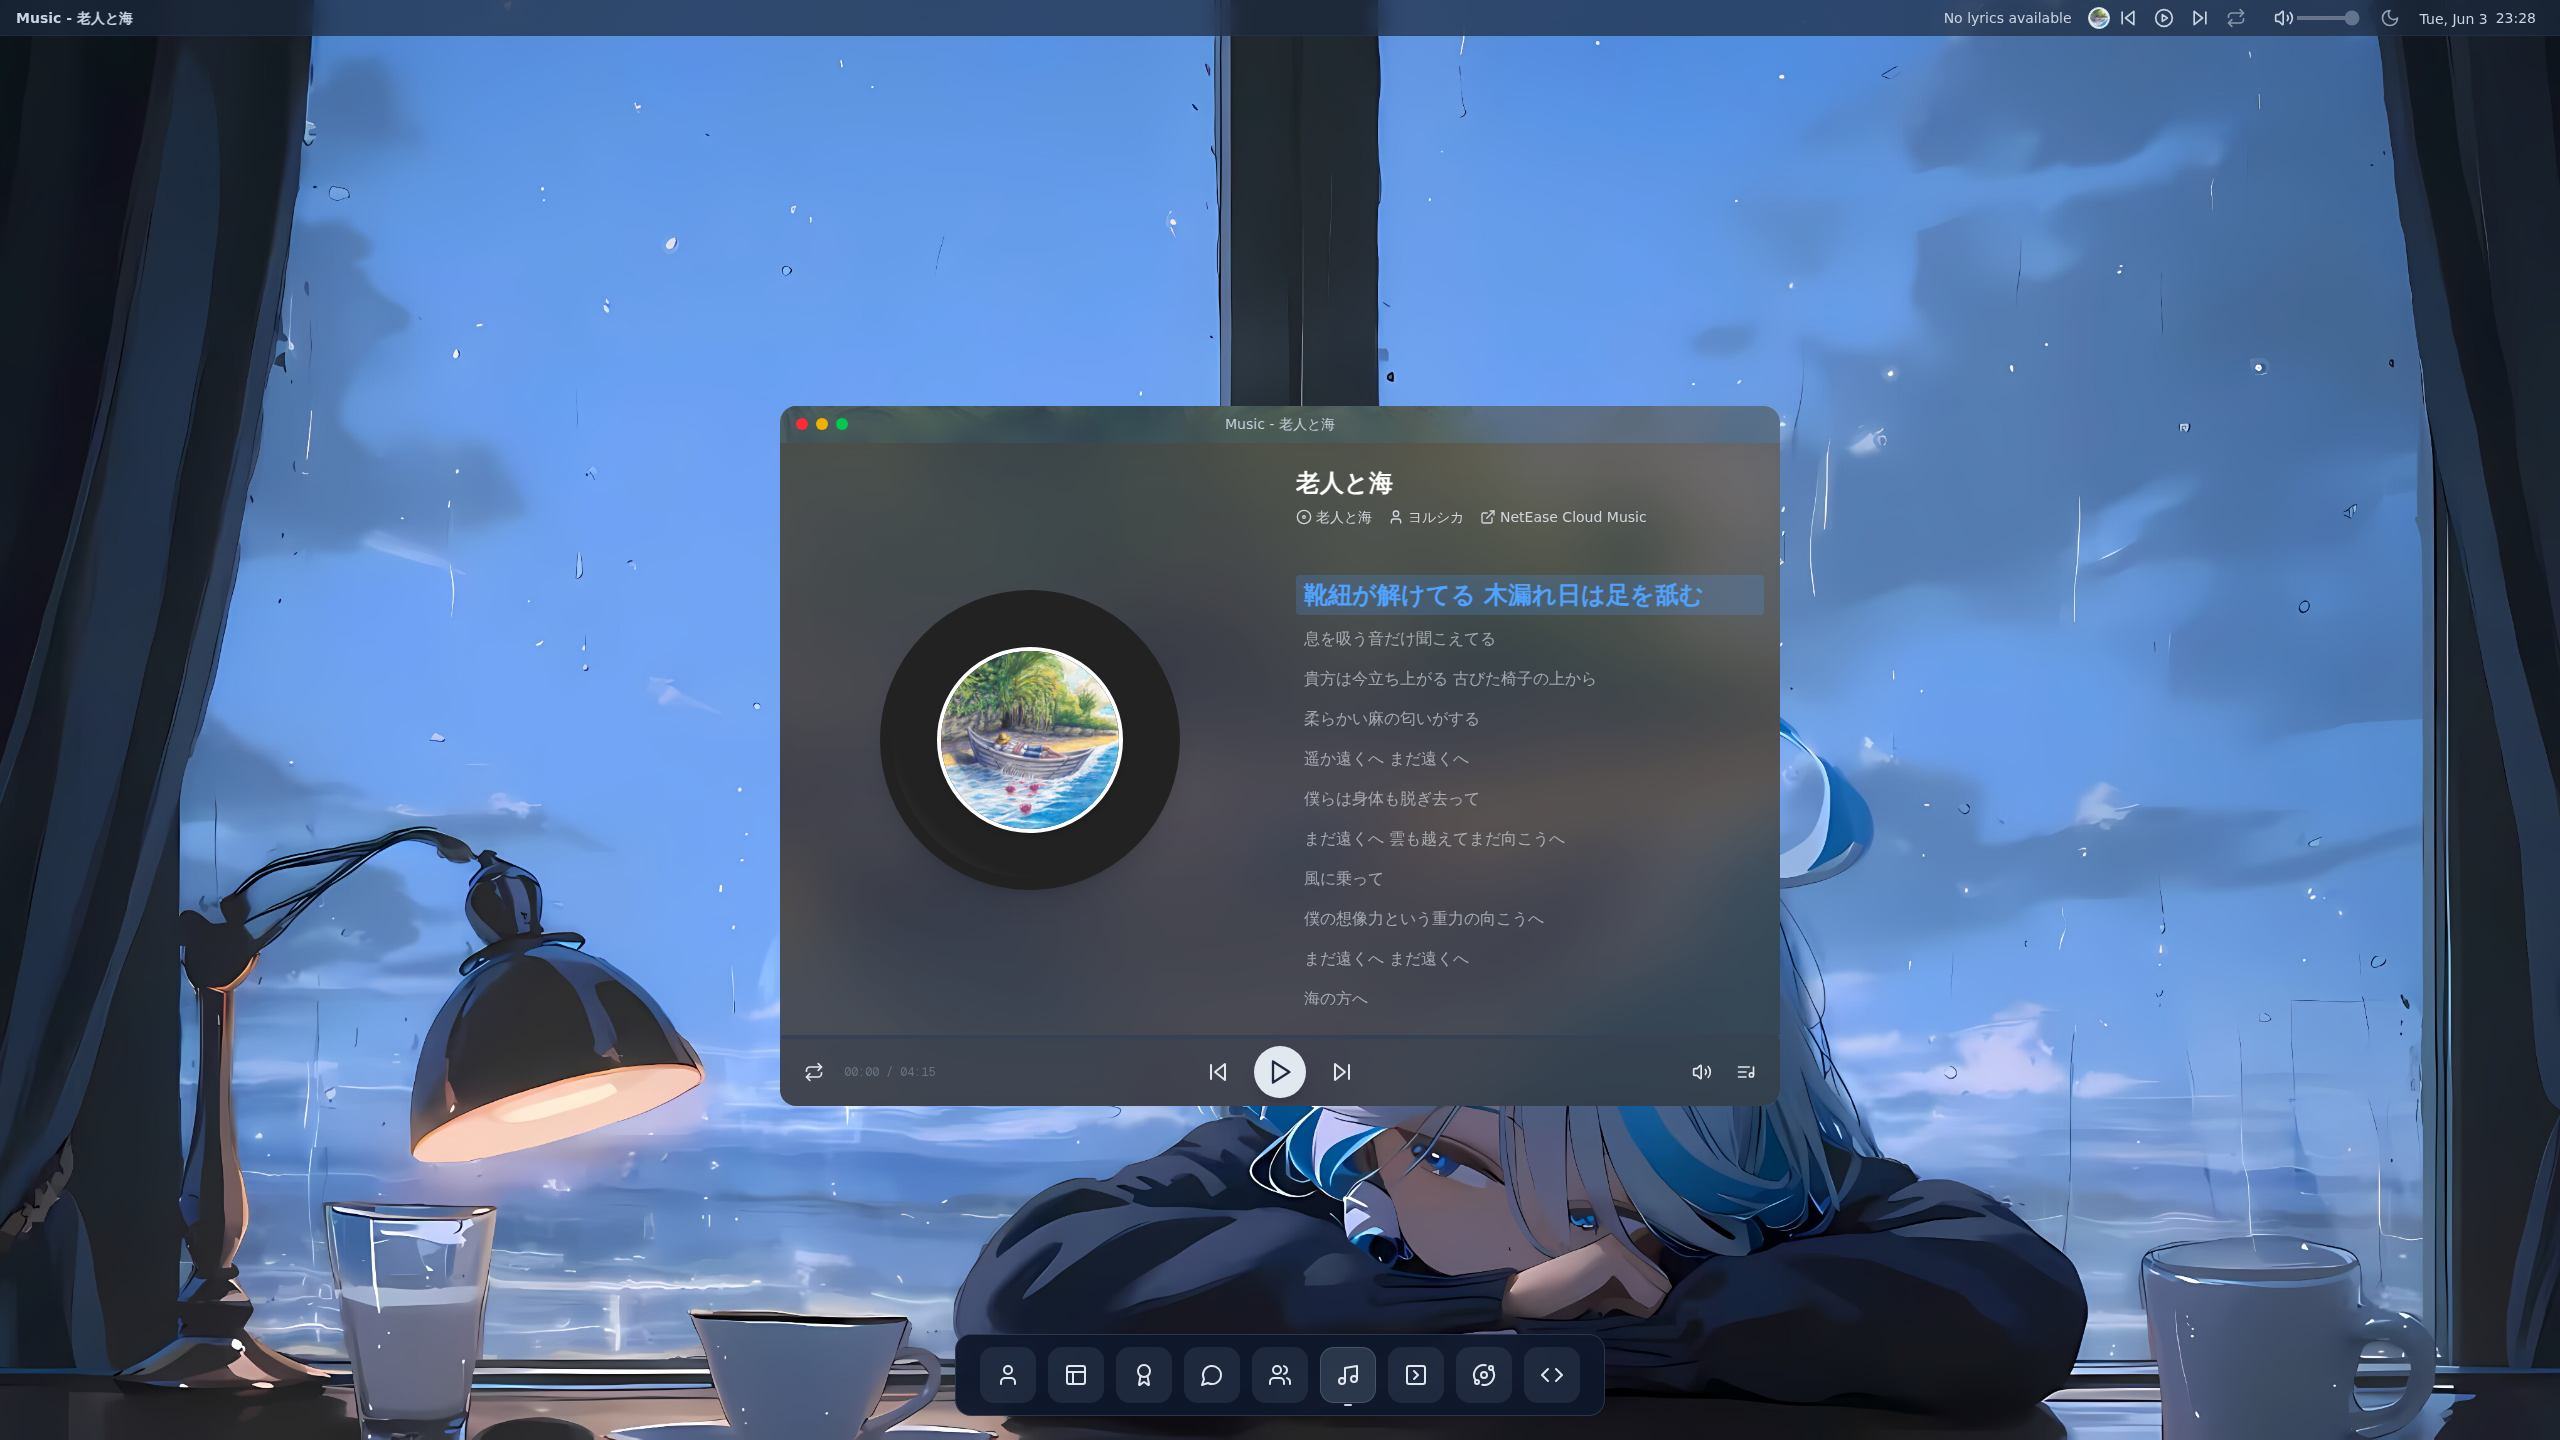 Music - 老人と海
No lyrics available
Tue, Jun 3 23:28
Music - 老人と海
老人と海
老人と海 ヨルシカ NetEase Cloud Music
靴紐が解けてる 木漏れ日は足を舐む
息を吸う音だけ聞こえてる
貴方は今立ち上がる 古びた椅子の上から
柔らかい麻の匂いがする
遥か遠くへ まだ遠くへ
僕らは身体も脱ぎ去って
まだ遠くへ 雲も越えてまだ向こうへ
風に乗って
僕の想像力という重力の向こうへ
まだ遠くへ まだ遠くへ
海の方へ
00:00 / 04:15